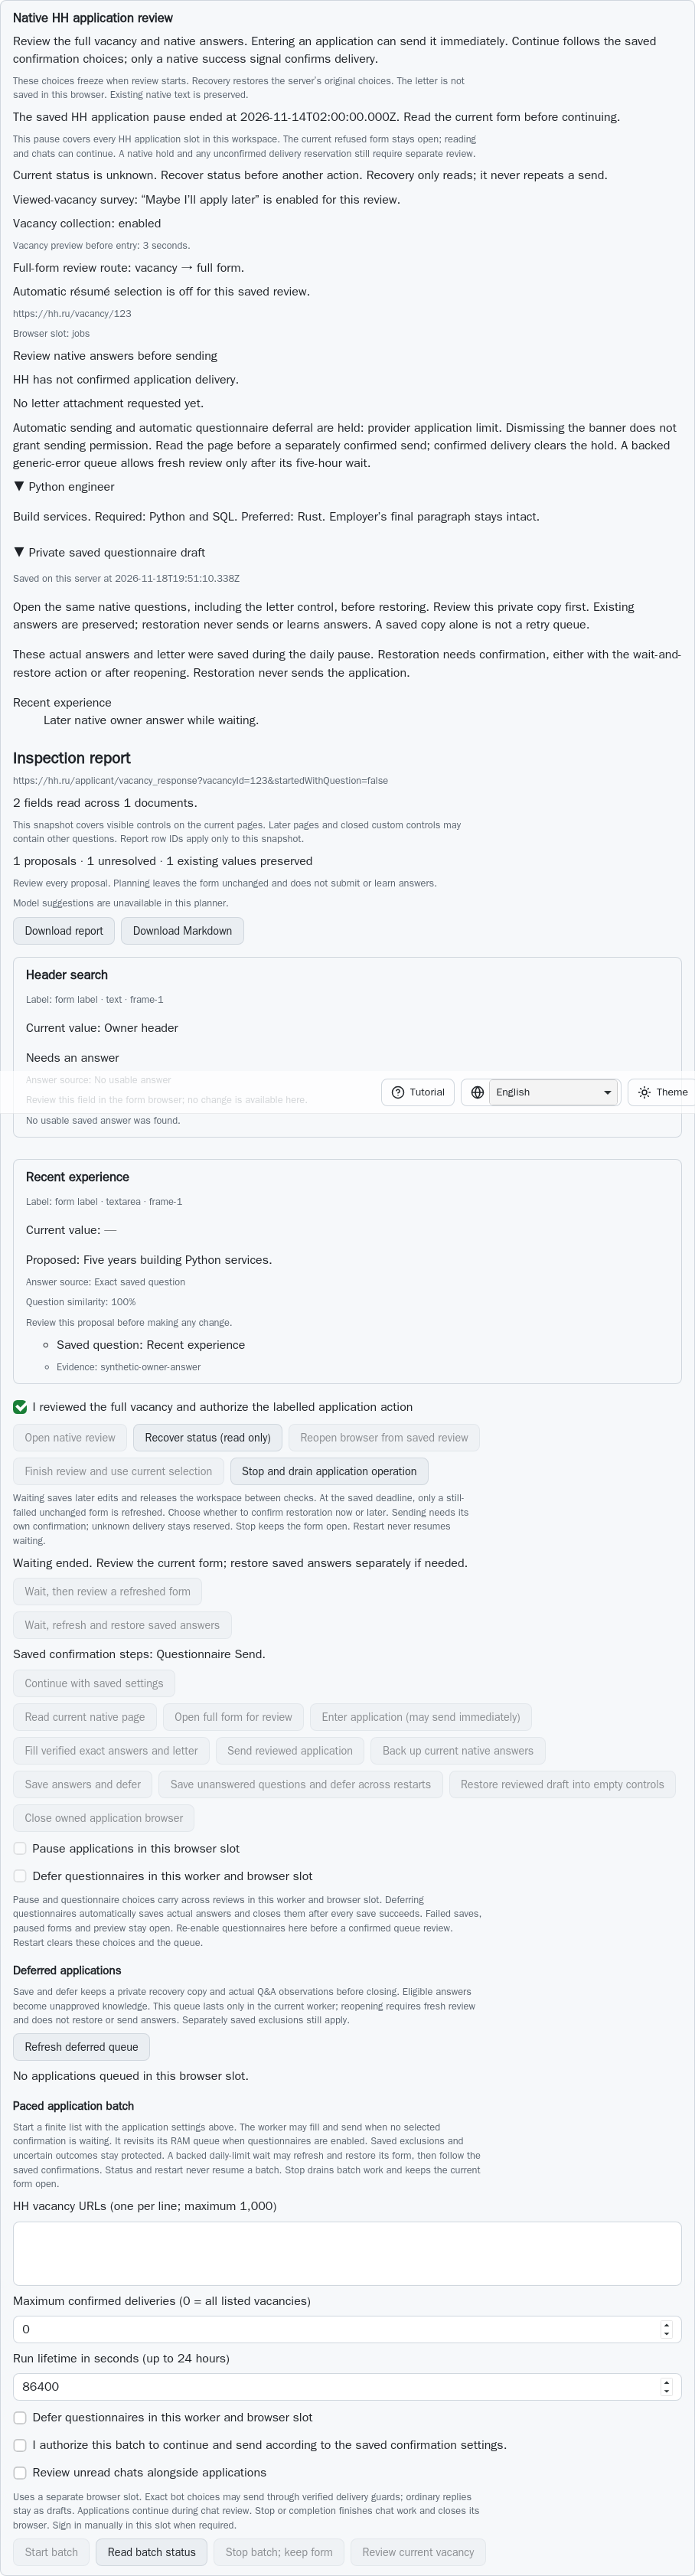 Native HH application review
Review the full vacancy and native answers. Entering an application can send it immediately. Continue follows the saved
confirmation choices; only a native success signal confirms delivery.
These choices freeze when review starts. Recovery restores the server's original choices. The letter is not
saved in this browser. Existing native text is preserved.
The saved HH application pause ended at 2026-11-14T02:00:00.000Z. Read the current form before continuing.
This pause covers every HH application slot in this workspace. The current refused form stays open; reading
and chats can continue. A native hold and any unconfirmed delivery reservation still require separate review.
Current status is unknown. Recover status before another action. Recovery only reads; it never repeats a send.
Viewed-vacancy survey: “Maybe I'll apply later” is enabled for this review.
Vacancy collection: enabled
Vacancy preview before entry: 3 seconds.
Full-form review route: vacancy → full form.
Automatic résumé selection is off for this saved review.
https://hh.ru/vacancy/123
Browser slot: jobs
Review native answers before sending
HH has not confirmed application delivery.
No letter attachment requested yet.
Automatic sending and automatic questionnaire deferral are held: provider application limit. Dismissing the banner does not
grant sending permission. Read the page before a separately confirmed send; confirmed delivery clears the hold. A backed
generic-error queue allows fresh review only after its five-hour wait.
▼ Python engineer
Build services. Required: Python and SQL. Preferred: Rust. Employer's final paragraph stays intact.
▼ Private saved questionnaire draft
Saved on this server at 2026-11-18T19:51:10.338Z
Open the same native questions, including the letter control, before restoring. Review this private copy first. Existing
answers are preserved; restoration never sends or learns answers. A saved copy alone is not a retry queue.
These actual answers and letter were saved during the daily pause. Restoration needs confirmation, either with the wait-and-
restore action or after reopening. Restoration never sends the application.
Recent experience
Later native owner answer while waiting.
Inspection report
https://hh.ru/applicant/vacancy_response?vacancyId=123&startedWithQuestion=false
2 fields read across 1 documents.
This snapshot covers visible controls on the current pages. Later pages and closed custom controls may
contain other questions. Report row IDs apply only to this snapshot.
1 proposals · 1 unresolved · 1 existing values preserved
Review every proposal. Planning leaves the form unchanged and does not submit or learn answers.
Model suggestions are unavailable in this planner.
Download report Download Markdown
Header search
Label: form label · text · frame-1
Current value: Owner header
Needs an answer
Answer source: No usable answer
Tutorial English Theme
Review this field in the form browser; no change is available here.
No usable saved answer was found.
Recent experience
Label: form label · textarea · frame-1
Current value: —
Proposed: Five years building Python services.
Answer source: Exact saved question
Question similarity: 100%
Review this proposal before making any change.
Saved question: Recent experience
Evidence: synthetic-owner-answer
I reviewed the full vacancy and authorize the labelled application action
Open native review Recover status (read only) Reopen browser from saved review
Finish review and use current selection Stop and drain application operation
Waiting saves later edits and releases the workspace between checks. At the saved deadline, only a still-
failed unchanged form is refreshed. Choose whether to confirm restoration now or later. Sending needs its
own confirmation; unknown delivery stays reserved. Stop keeps the form open. Restart never resumes
waiting.
Waiting ended. Review the current form; restore saved answers separately if needed.
Wait, then review a refreshed form
Wait, refresh and restore saved answers
Saved confirmation steps: Questionnaire Send.
Continue with saved settings
Read current native page Open full form for review Enter application (may send immediately)
Fill verified exact answers and letter Send reviewed application Back up current native answers
Save answers and defer Save unanswered questions and defer across restarts Restore reviewed draft into empty controls
Close owned application browser
Pause applications in this browser slot
Defer questionnaires in this worker and browser slot
Pause and questionnaire choices carry across reviews in this worker and browser slot. Deferring
questionnaires automatically saves actual answers and closes them after every save succeeds. Failed saves,
paused forms and preview stay open. Re-enable questionnaires here before a confirmed queue review.
Restart clears these choices and the queue.
Deferred applications
Save and defer keeps a private recovery copy and actual Q&A observations before closing. Eligible answers
become unapproved knowledge. This queue lasts only in the current worker; reopening requires fresh review
and does not restore or send answers. Separately saved exclusions still apply.
Refresh deferred queue
No applications queued in this browser slot.
Paced application batch
Start a finite list with the application settings above. The worker may fill and send when no selected
confirmation is waiting. It revisits its RAM queue when questionnaires are enabled. Saved exclusions and
uncertain outcomes stay protected. A backed daily-limit wait may refresh and restore its form, then follow the
saved confirmations. Status and restart never resume a batch. Stop drains batch work and keeps the current
form open.
HH vacancy URLs (one per line; maximum 1,000)
Maximum confirmed deliveries (0 = all listed vacancies)
0
Run lifetime in seconds (up to 24 hours)
86400
Defer questionnaires in this worker and browser slot
I authorize this batch to continue and send according to the saved confirmation settings.
Review unread chats alongside applications
Uses a separate browser slot. Exact bot choices may send through verified delivery guards; ordinary replies
stay as drafts. Applications continue during chat review. Stop or completion finishes chat work and closes its
browser. Sign in manually in this slot when required.
Start batch Read batch status Stop batch; keep form Review current vacancy